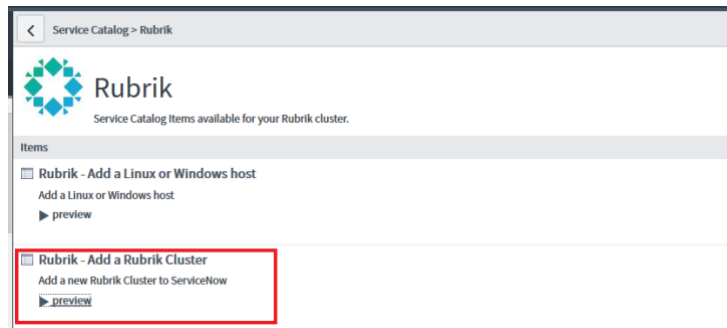 Service Catalog > Rubrik
Rubrik
Service Catalog Items available for your Rubrik cluster.
Items
Rubrik - Add a Linux or Windows host
Add a Linux or Windows host
preview
Rubrik - Add a Rubrik Cluster
Add a new Rubrik Cluster to ServiceNow
preview